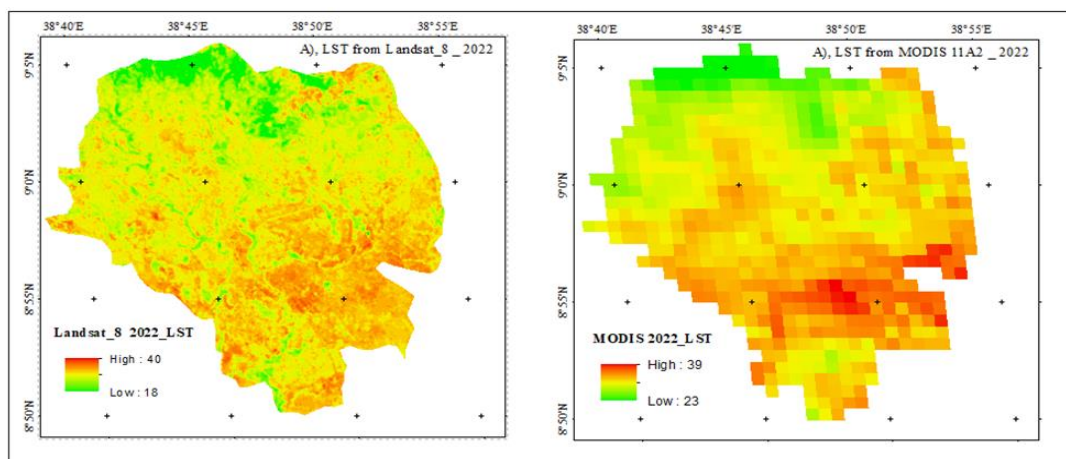 38°40'E 38°45'E 38°50'E 38°55'E
A), LST from Landsat_8 _ 2022
9°5'N
9°0'N
8°55'N
8°50'N
Landsat_8 2022_LST
High : 40
Low : 18
38°40'E 38°45'E 38°50'E 38°55'E
A), LST from MODIS 11A2 _ 2022
9°5'N
9°0'N
8°55'N
8°50'N
MODIS 2022_LST
High : 39
Low : 23